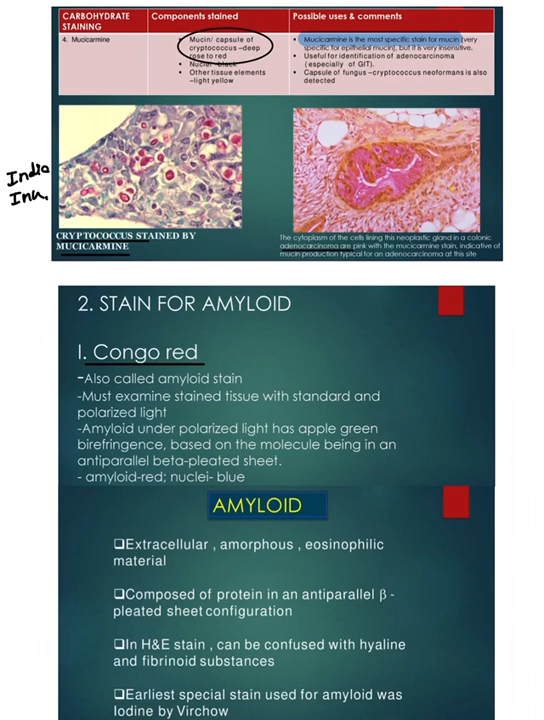 CARBOHYDRATE STAINING
Components stained
Possible uses & comments
4. Mucicarmine
• Mucin/ capsule of
cryptococcus –deep
rose to red
• Nuclei –black
• Other tissue elements
–light yellow
• Mucicarmine is the most specific stain for mucin (very
specific for epithelial mucin), but it is very insensitive.
• Useful for identification of adenocarcinoma
(especially of GIT).
• Capsule of fungus –cryptococcus neoformans is also
detected
India
Ink.
CRYPTOCOCCUS STAINED BY
MUCICARMINE
The cytoplasm of the cells lining this neoplastic gland in a colonic
adenocarcinoma are pink with the mucicarmine stain, indicative of
mucin production typical for an adenocarcinoma at this site
2. STAIN FOR AMYLOID
I. Congo red
-Also called amyloid stain
-Must examine stained tissue with standard and
polarized light
-Amyloid under polarized light has apple green
birefringence, based on the molecule being in an
antiparallel beta-pleated sheet.
- amyloid-red; nuclei- blue
AMYLOID
❑Extracellular , amorphous , eosinophilic
material
❑Composed of protein in an antiparallel β -
pleated sheet configuration
❑In H&E stain , can be confused with hyaline
and fibrinoid substances
❑Earliest special stain used for amyloid was
Iodine by Virchow